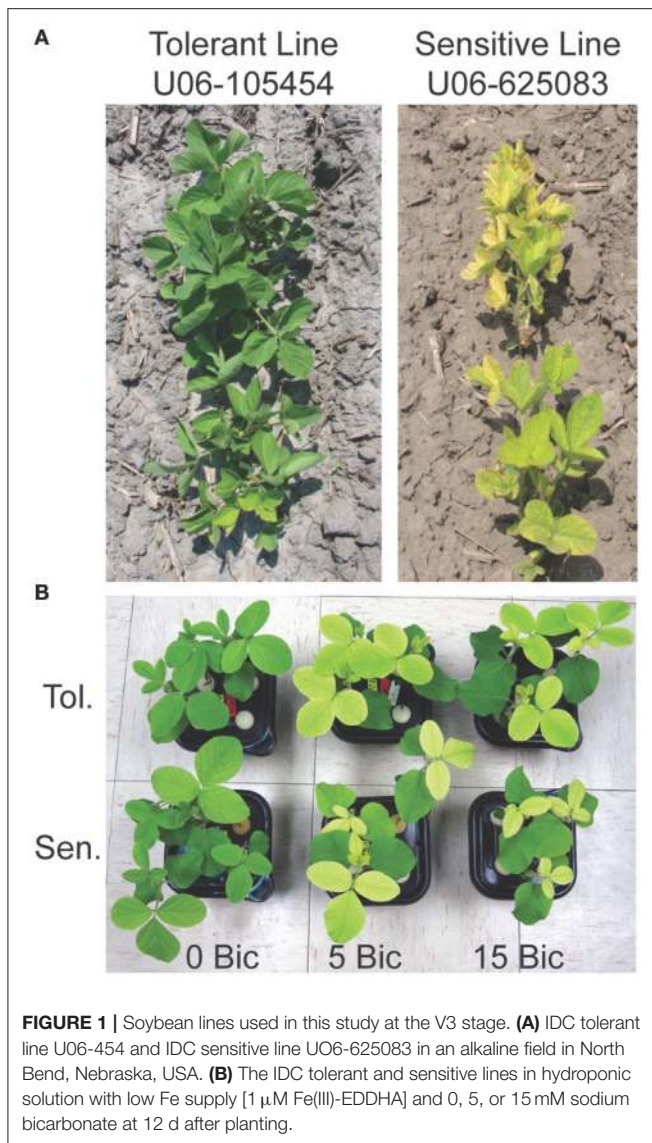 A
Tolerant Line
U06-105454
Sensitive Line
U06-625083
B
Tol.
Sen.
0 Bic
5 Bic
15 Bic
FIGURE 1 | Soybean lines used in this study at the V3 stage. (A) IDC tolerant
line U06-454 and IDC sensitive line UO6-625083 in an alkaline field in North
Bend, Nebraska, USA. (B) The IDC tolerant and sensitive lines in hydroponic
solution with low Fe supply [1 μM Fe(III)-EDDHA] and 0, 5, or 15 mM sodium
bicarbonate at 12 d after planting.